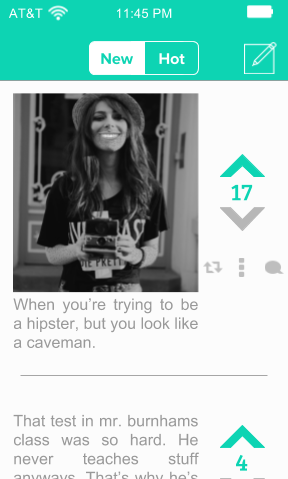 AT&T 11:45 PM
New Hot
17
When you're trying to be
a hipster, but you look like
a caveman.
That test in mr. burnhams
class was so hard. He
never teaches stuff
anyways. That's why he's
4